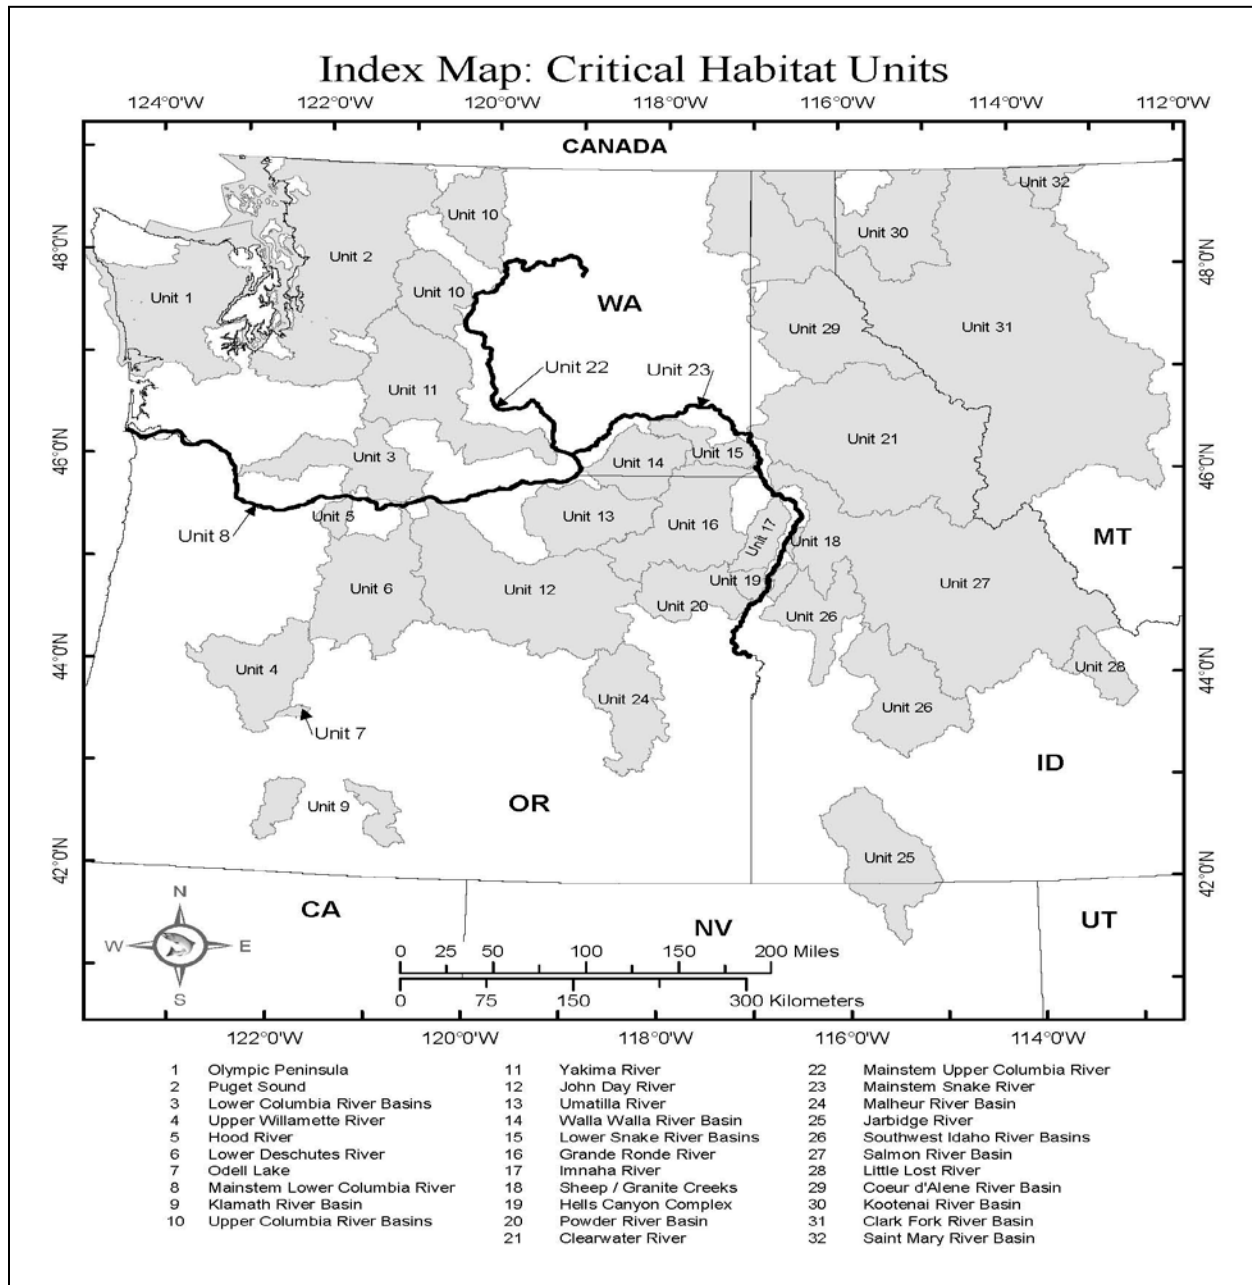 Index Map: Critical Habitat Units
124°0'W 122°0'W 120°0'W 118°0'W 116°0'W 114°0'W 112°0'W
CANADA
Unit 32
Unit 10
Unit 30
48°0'N
Unit 2
48°0'N
Unit 10
Unit 1
WA
Unit 29
Unit 31
Unit 22
Unit 23
Unit 11
Unit 21
46°0'N
Unit 3
Unit 15
46°0'N
Unit 14
Unit 5
Unit 13
Unit 16
Unit 17
Unit 8
Unit 18
MT
Unit 6
Unit 12
Unit 19
Unit 27
Unit 20
Unit 26
44°0'N
Unit 4
Unit 28
44°0'N
Unit 24
Unit 26
Unit 7
ID
OR
Unit 9
42°0'N
Unit 25
42°0'N
N
CA
UT
NV
W E
0 25 50 100 150 200 Miles
S
0 75 150 300 Kilometers
122°0'W 120°0'W 118°0'W 116°0'W 114°0'W
1 Olympic Peninsula
2 Puget Sound
3 Lower Columbia River Basins
4 Upper Willamette River
5 Hood River
6 Lower Deschutes River
7 Odell Lake
8 Mainstem Lower Columbia River
9 Klamath River Basin
10 Upper Columbia River Basins
11 Yakima River
12 John Day River
13 Umatilla River
14 Walla Walla River Basin
15 Lower Snake River Basins
16 Grande Ronde River
17 Imnaha River
18 Sheep / Granite Creeks
19 Hells Canyon Complex
20 Powder River Basin
21 Clearwater River
22 Mainstem Upper Columbia River
23 Mainstem Snake River
24 Malheur River Basin
25 Jarbidge River
26 Southwest Idaho River Basins
27 Salmon River Basin
28 Little Lost River
29 Coeur d'Alene River Basin
30 Kootenai River Basin
31 Clark Fork River Basin
32 Saint Mary River Basin